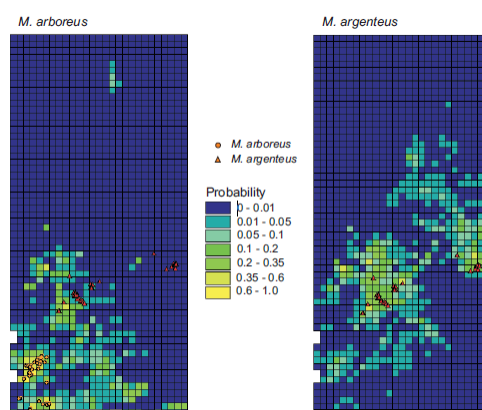 M. arboreus
M. argenteus
M. arboreus
M. argenteus
Probability
0 - 0.01
0.01 - 0.05
0.05 - 0.1
0.1 - 0.2
0.2 - 0.35
0.35 - 0.6
0.6 - 1.0